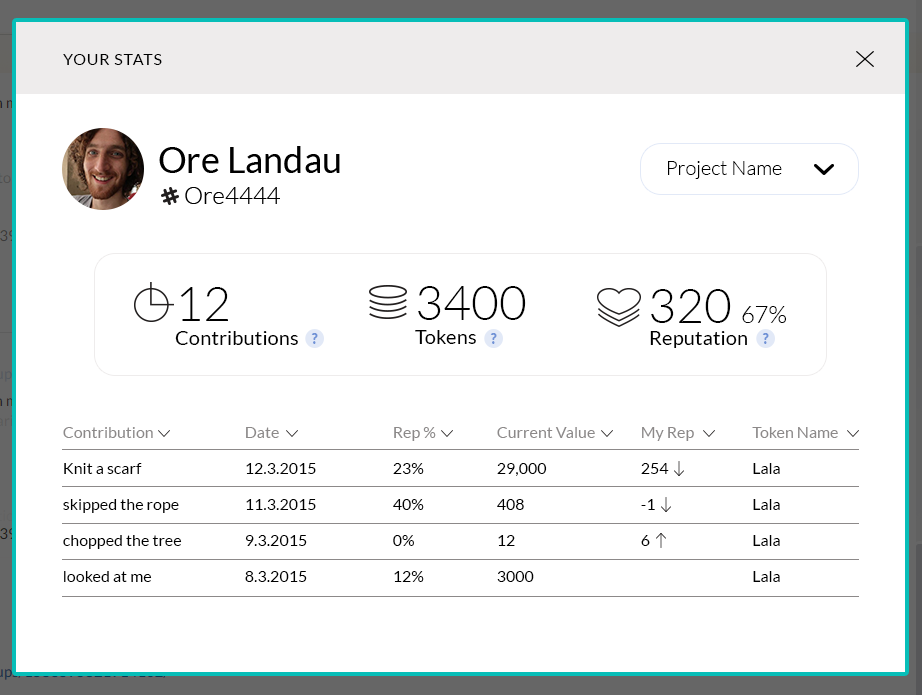 YOUR STATS
Ore Landau
# Ore4444
Project Name
12
Contributions ?
3400
Tokens ?
320 67%
Reputation ?
Contribution Date Rep % Current Value My Rep Token Name
Knit a scarf 12.3.2015 23% 29,000 254 ↓ Lala
skipped the rope 11.3.2015 40% 408 -1 ↓ Lala
chopped the tree 9.3.2015 0% 12 6 ↑ Lala
looked at me 8.3.2015 12% 3000 Lala